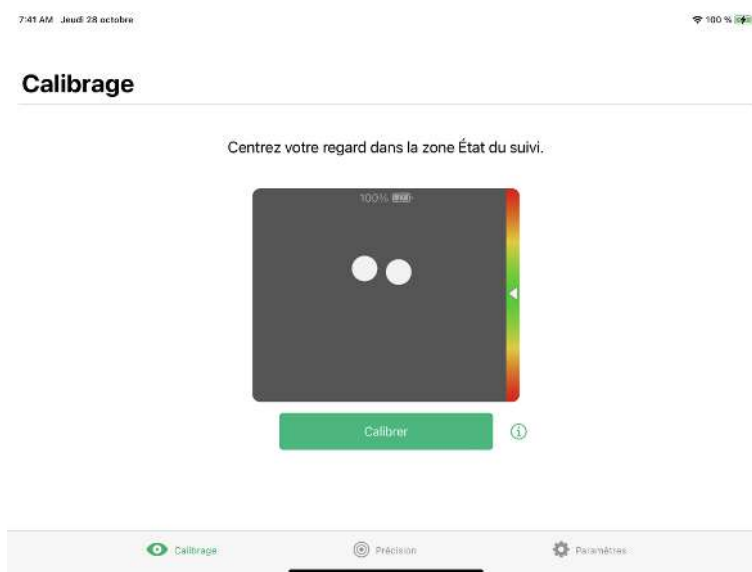 7:41 AM Jeudi 28 octobre
100 %
Calibrage
Centrez votre regard dans la zone État du suivi.
100%
Calibrer
Calibrage
Précision
Paramètres